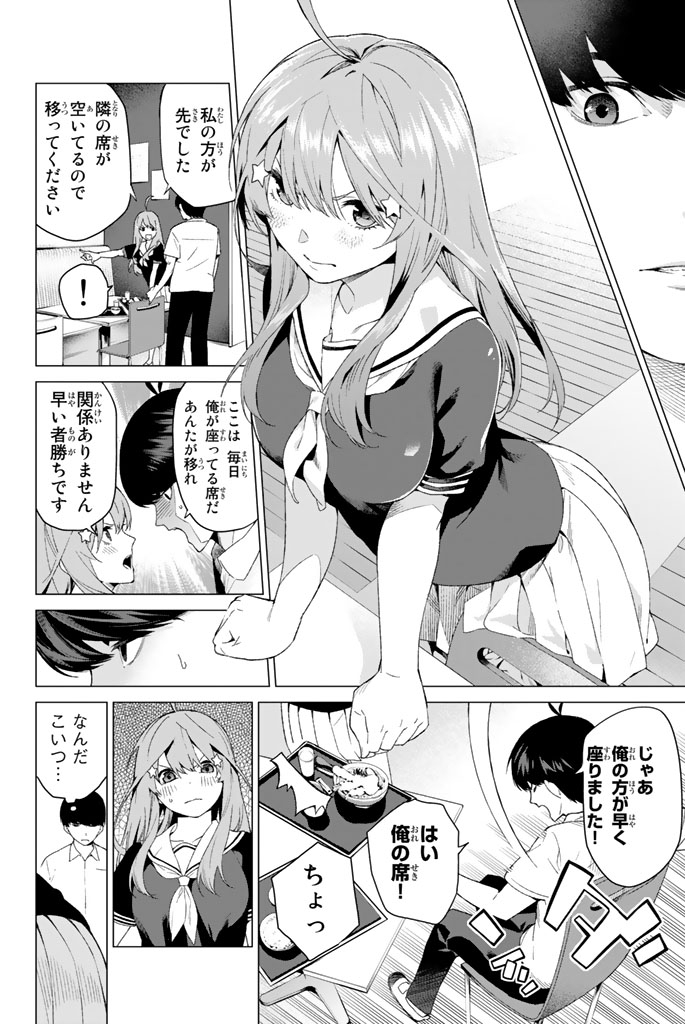 私の方が
先でした
隣の席が
空いてるので
移ってください
！
ここは毎日
俺が座ってる席だ
あんたが移れ
関係ありません
早い者勝ちです
じゃあ
俺の方が早く
座りました！
はい
俺の席！
ちょっ
なんだ
こいつ…